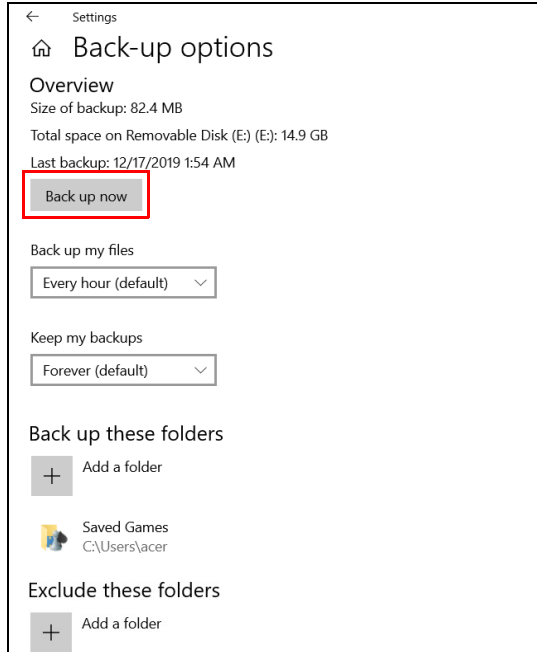 Settings
Back-up options
Overview
Size of backup: 82.4 MB
Total space on Removable Disk (E:) (E:): 14.9 GB
Last backup: 12/17/2019 1:54 AM
Back up now
Back up my files
Every hour (default)
Keep my backups
Forever (default)
Back up these folders
Add a folder
Saved Games
C:\Users\acer
Exclude these folders
Add a folder